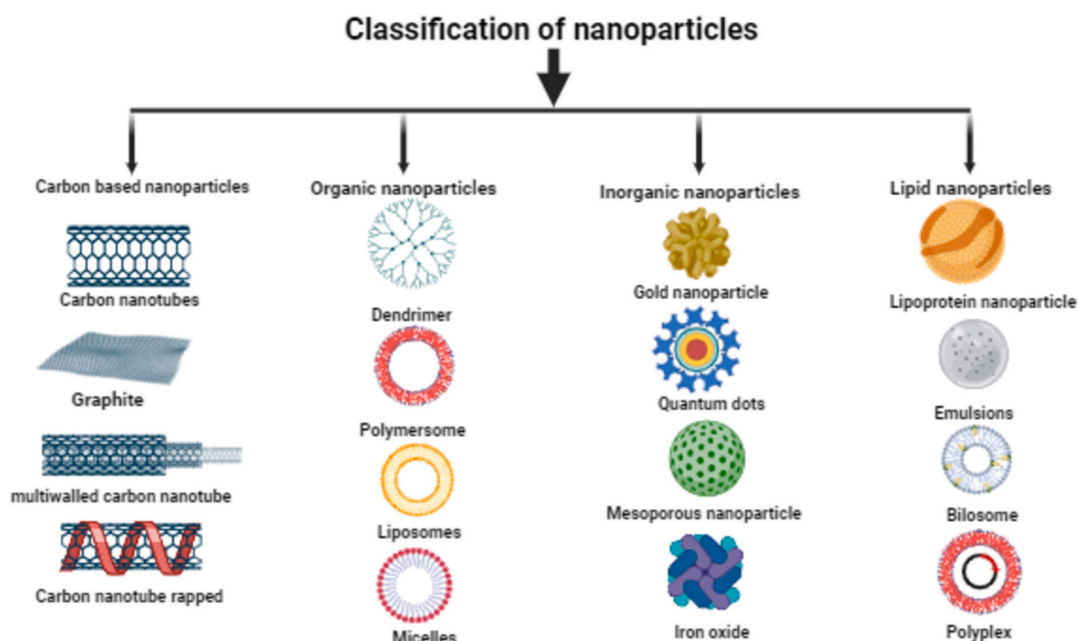 Classification of nanoparticles
Carbon based nanoparticles
Carbon nanotubes
Graphite
multiwalled carbon nanotube
Carbon nanotube rapped
Organic nanoparticles
Dendrimer
Polymersome
Liposomes
Micelles
Inorganic nanoparticles
Gold nanoparticle
Quantum dots
Mesoporous nanoparticle
Iron oxide
Lipid nanoparticles
Lipoprotein nanoparticle
Emulsions
Bilosome
Polyplex